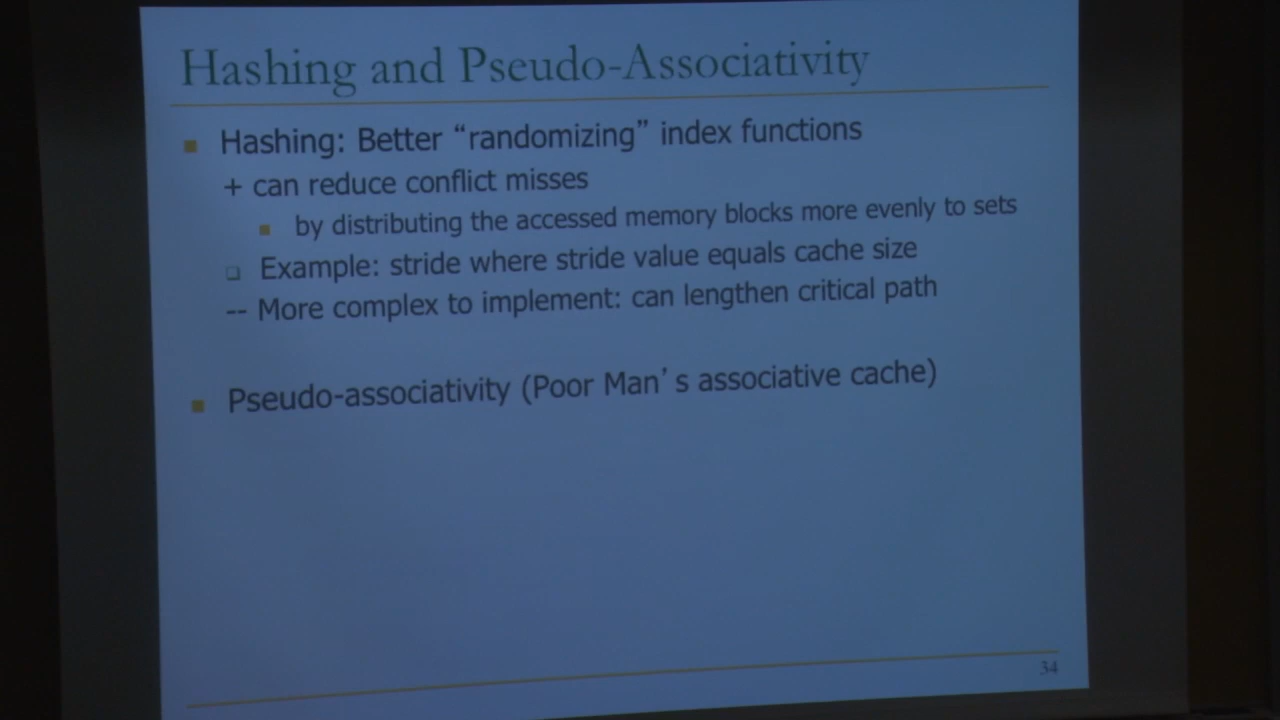 Hashing and Pseudo-Associativity
Hashing: Better “randomizing” index functions
+ can reduce conflict misses
by distributing the accessed memory blocks more evenly to sets
Example: stride where stride value equals cache size
-- More complex to implement: can lengthen critical path
Pseudo-associativity (Poor Man’s associative cache)
34